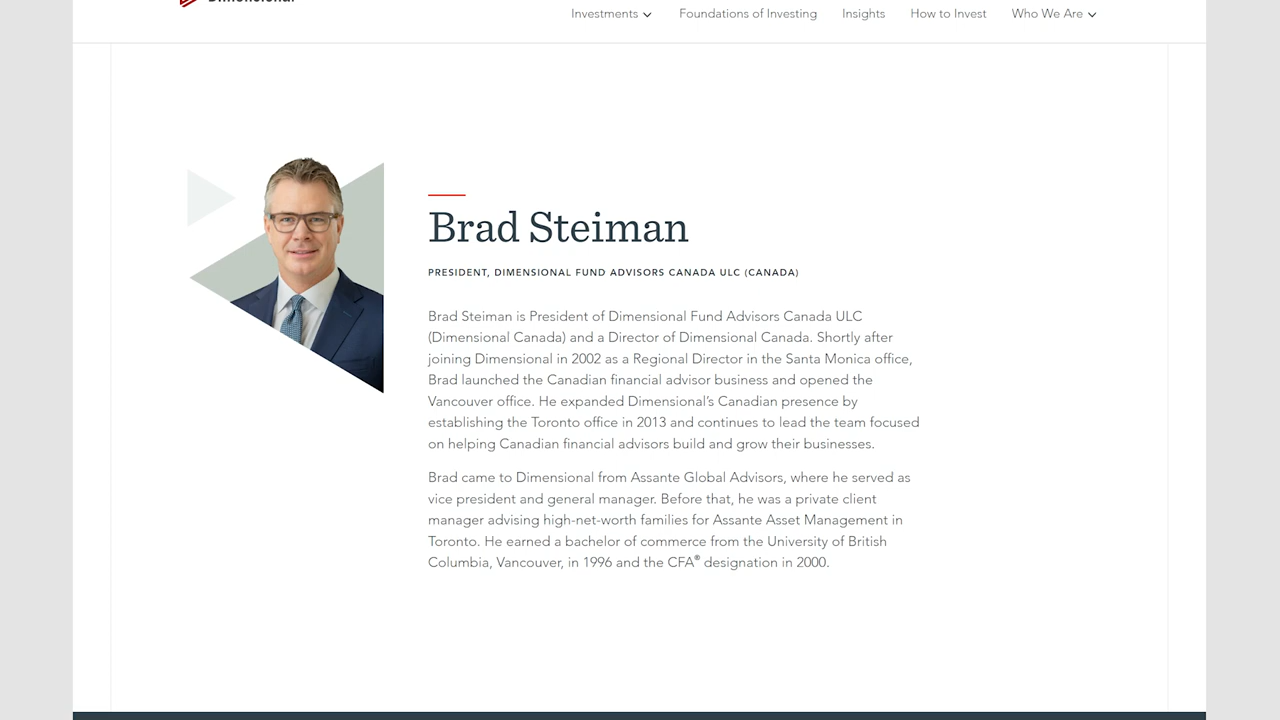 Dimensional
Investments
Foundations of Investing
Insights
How to Invest
Who We Are
Brad Steiman
PRESIDENT, DIMENSIONAL FUND ADVISORS CANADA ULC (CANADA)
Brad Steiman is President of Dimensional Fund Advisors Canada ULC
(Dimensional Canada) and a Director of Dimensional Canada. Shortly after
joining Dimensional in 2002 as a Regional Director in the Santa Monica office,
Brad launched the Canadian financial advisor business and opened the
Vancouver office. He expanded Dimensional’s Canadian presence by
establishing the Toronto office in 2013 and continues to lead the team focused
on helping Canadian financial advisors build and grow their businesses.
Brad came to Dimensional from Assante Global Advisors, where he served as
vice president and general manager. Before that, he was a private client
manager advising high-net-worth families for Assante Asset Management in
Toronto. He earned a bachelor of commerce from the University of British
Columbia, Vancouver, in 1996 and the CFA® designation in 2000.